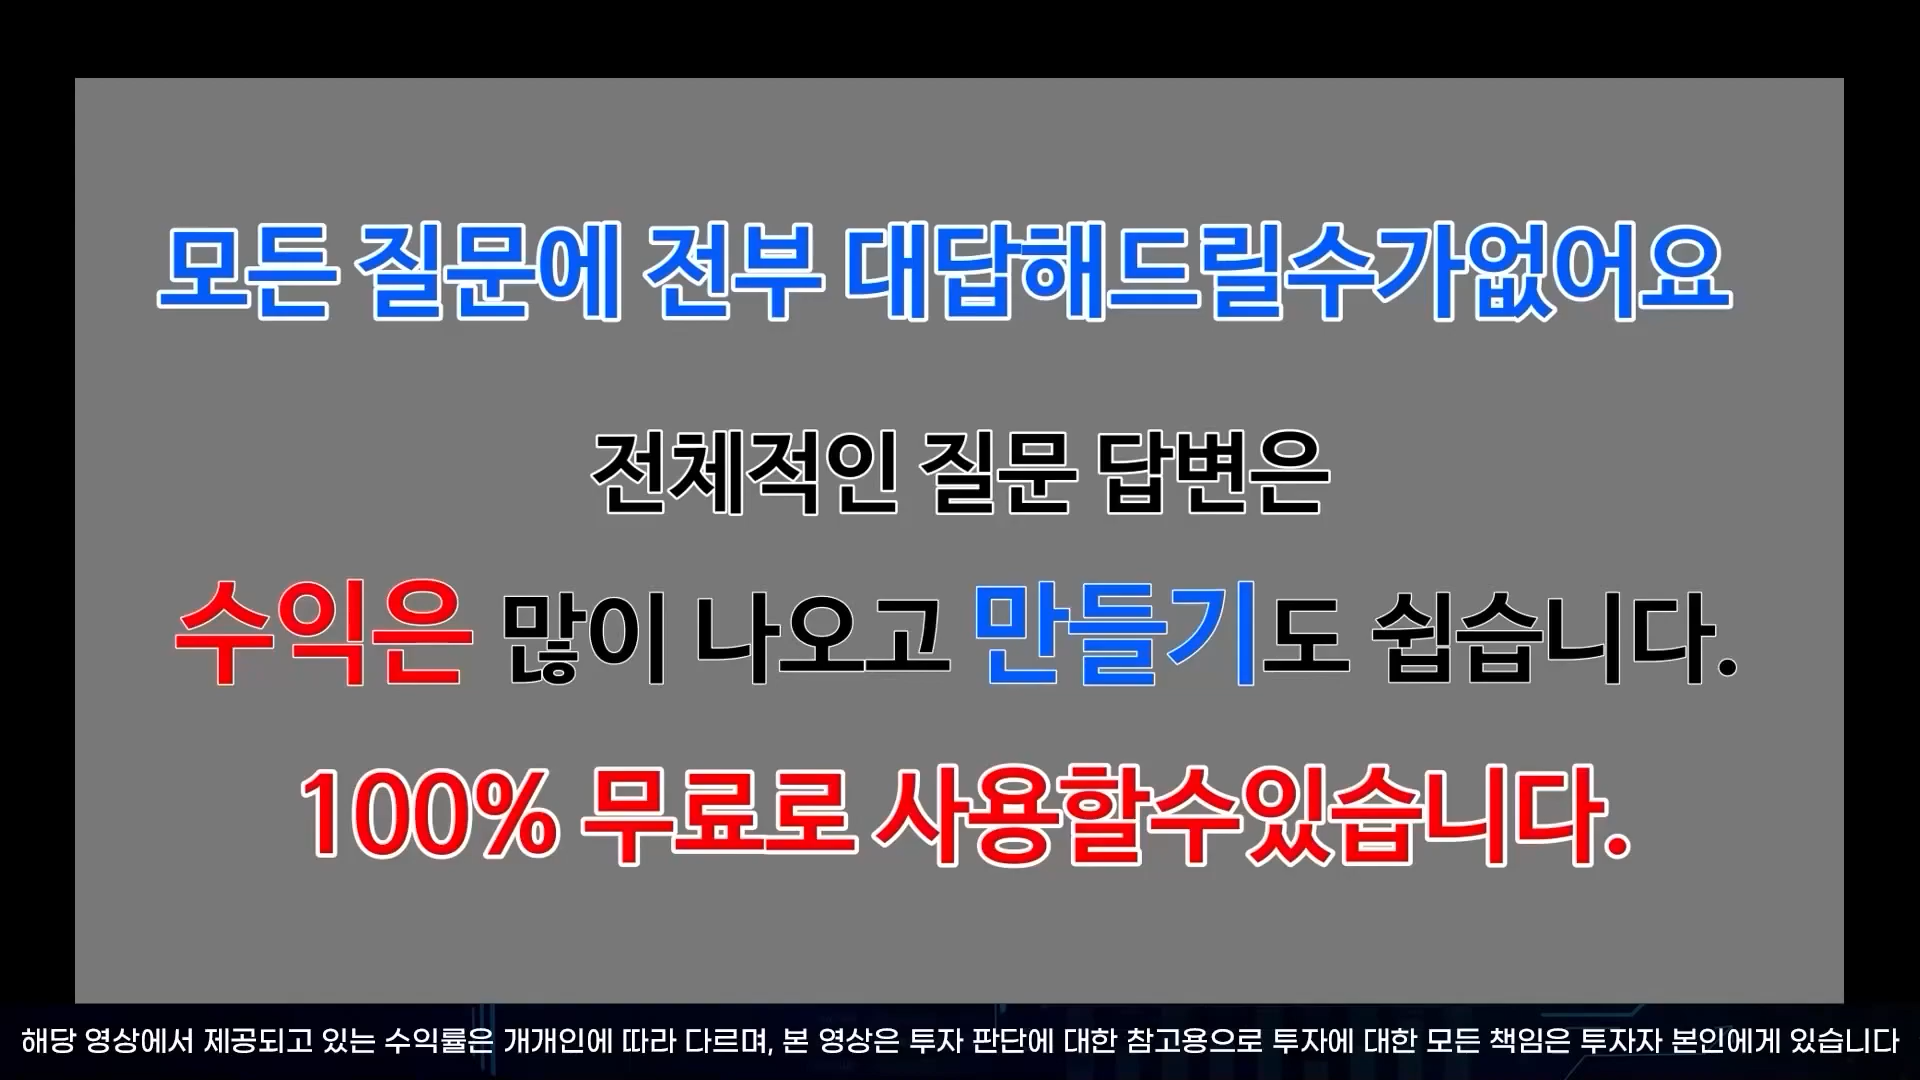 모든 질문에 전부 대답해드릴수가없어요
전체적인 질문 답변은
수익은 많이 나오고 만들기도 쉽습니다.
100% 무료로 사용할수있습니다.
해당 영상에서 제공되고 있는 수익률은 개개인에 따라 다르며, 본 영상은 투자 판단에 대한 참고용으로 투자에 대한 모든 책임은 투자자 본인에게 있습니다